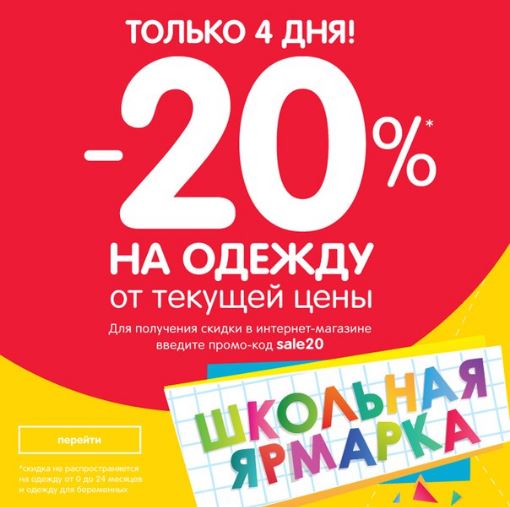 ТОЛЬКО 4 ДНЯ!
-20%*
НА ОДЕЖДУ
от текущей цены
Для получения скидки в интернет-магазине
введите промо-код sale20
ШКОЛЬНАЯ
ЯРМАРКА
перейти
*скидка не распространяется
на одежду от 0 до 24 месяцев
и одежду для беременных